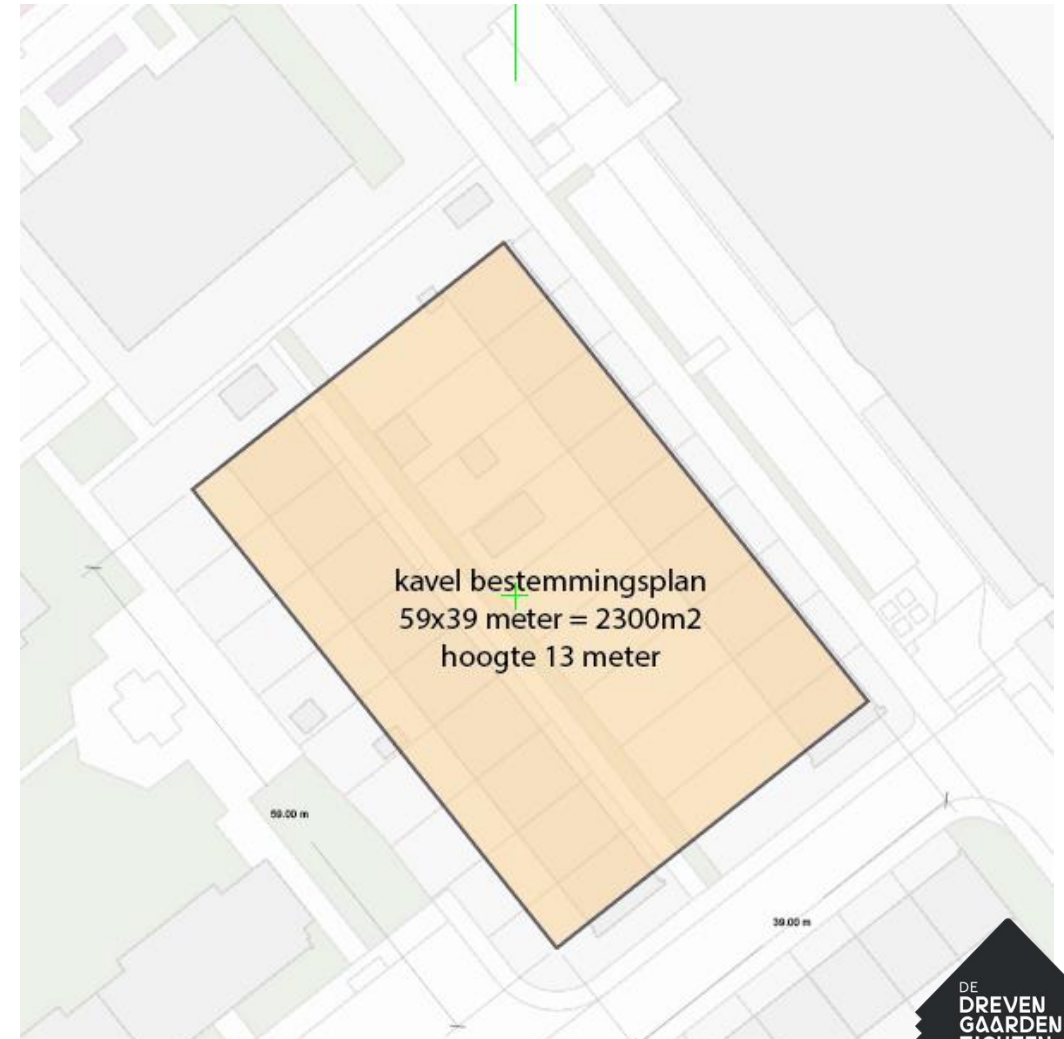 kavel bestemmingsplan
59x39 meter = 2300m2
hoogte 13 meter
59.00 m
39.00 m
DE
DREVEN
GAARDEN